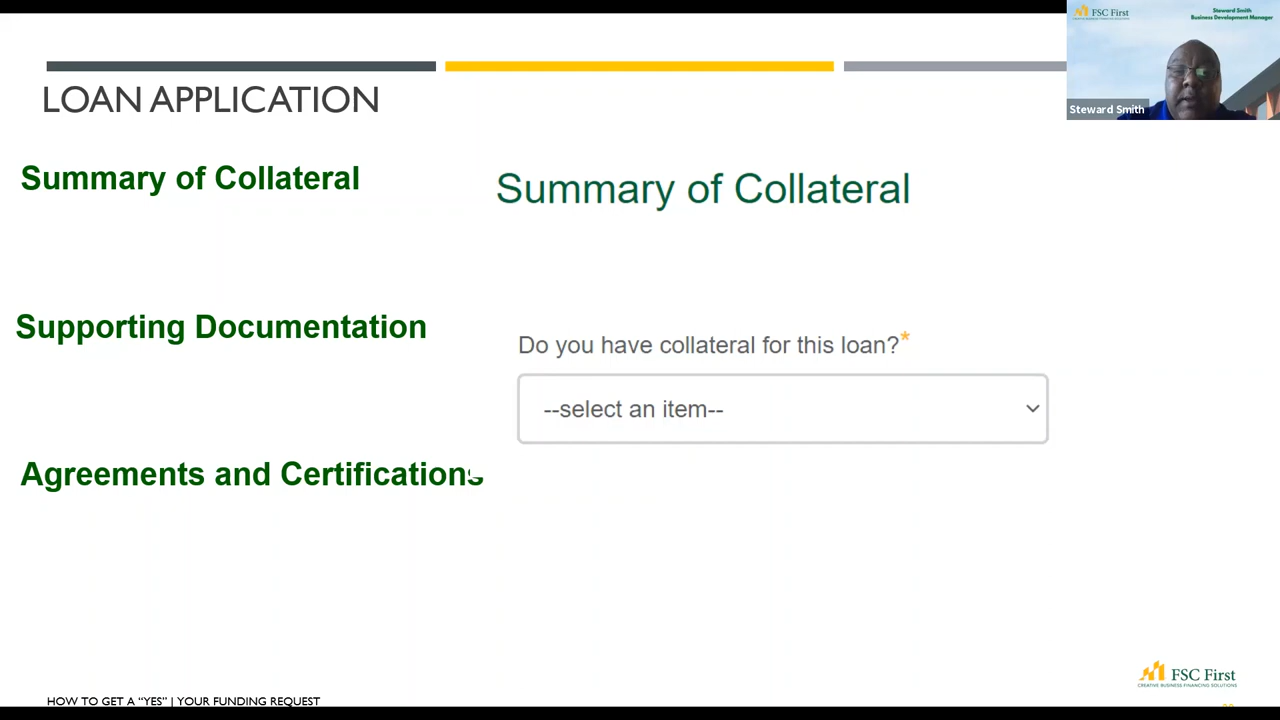 FSC First
Steward Smith
Business Development Manager
Steward Smith
LOAN APPLICATION
Summary of Collateral
Supporting Documentation
Agreements and Certifications
Summary of Collateral
Do you have collateral for this loan?*
--select an item--
FSC First
CREATIVE BUSINESS FINANCING SOLUTIONS
HOW TO GET A “YES” | YOUR FUNDING REQUEST